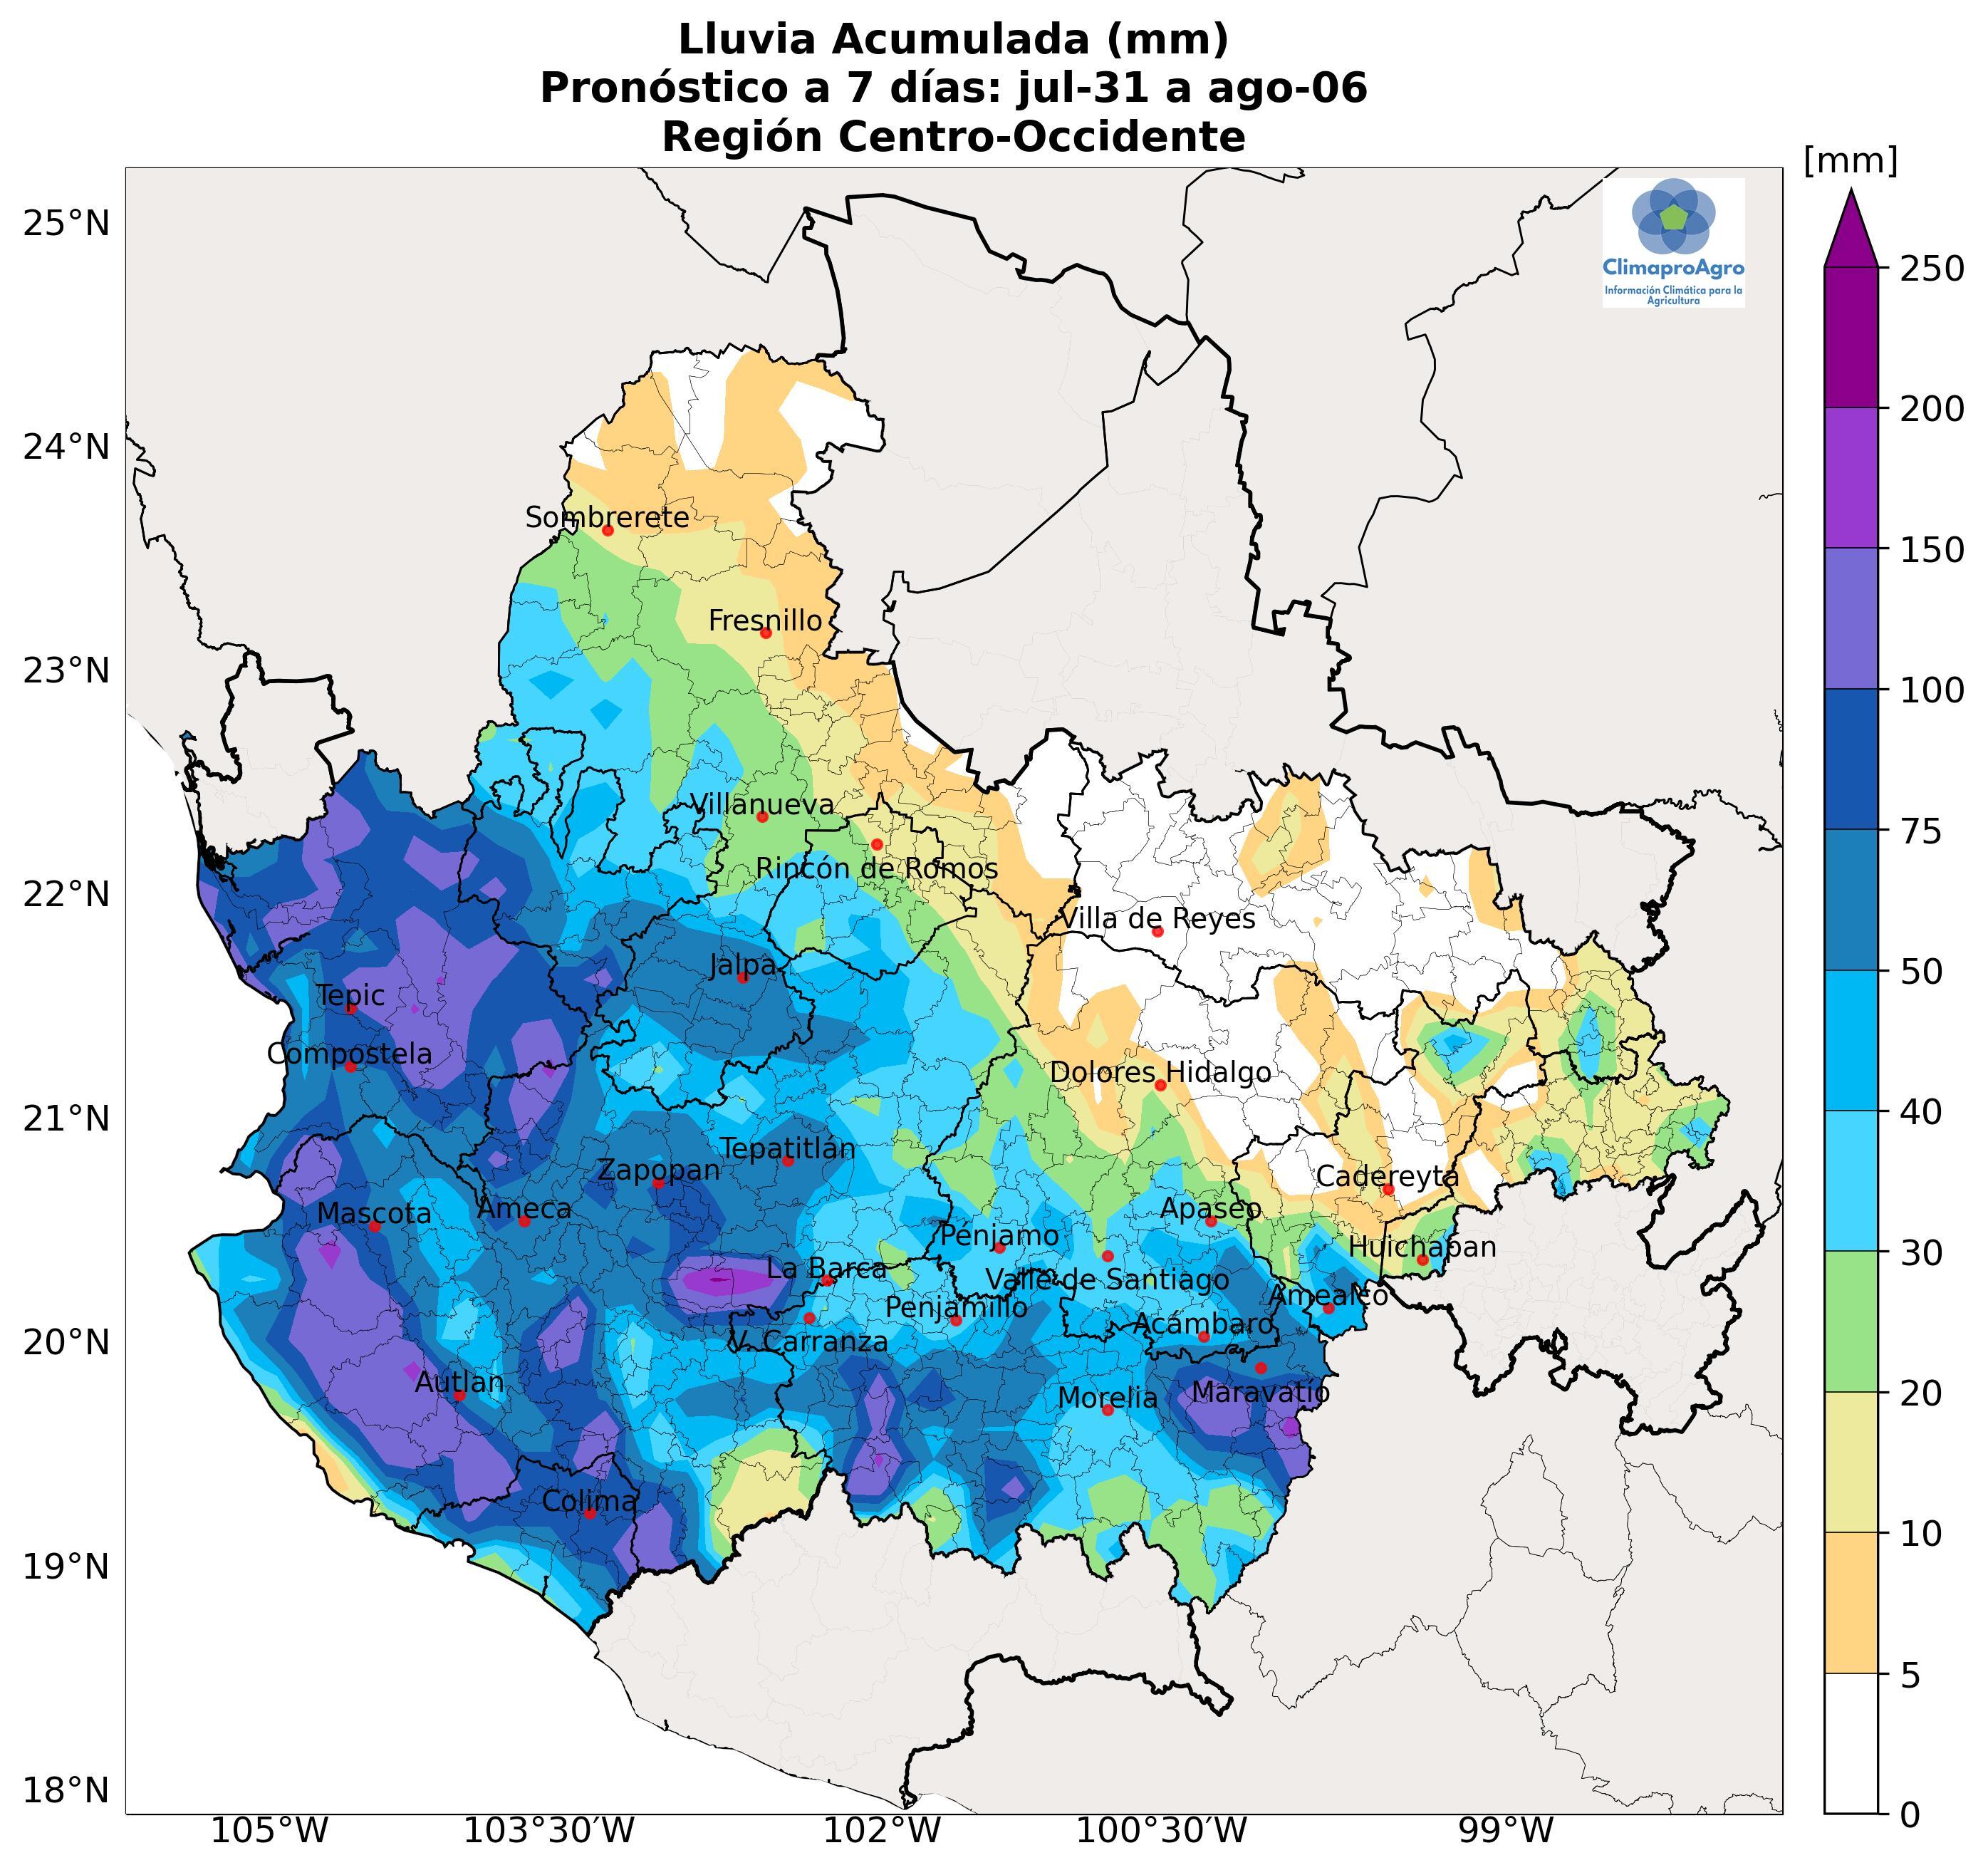 Lluvia Acumulada (mm)
Pronóstico a 7 días: jul-31 a ago-06
Región Centro-Occidente
[mm]
25°N
24°N
23°N
22°N
21°N
20°N
19°N
18°N
ClimaproAgro
Información Climática para la
Agricultura
Sombrerete
Fresnillo
Villanueva
Rincón de Romos
Villa de Reyes
Jalpa
Tepic
Compostela
Dolores Hidalgo
Tepatitlán
Zapopan
Cadereyta
Mascota
Ameca
Apaseo
Pénjamo
Huichapan
La Barca
Valle de Santiago
Amealco
Penjamillo
Acámbaro
V. Carranza
Autlan
Morelia
Maravatío
Colima
250
200
150
100
75
50
40
30
20
10
5
0
105°W
103°30'W
102°W
100°30'W
99°W